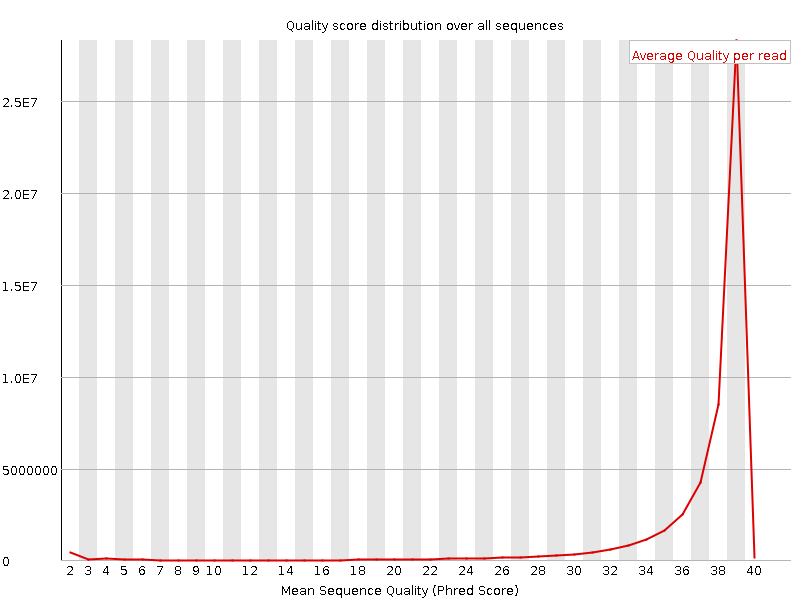 Quality score distribution over all sequences
Average Quality per read
2.5E7
2.0E7
1.5E7
1.0E7
5000000
0
2 3 4 5 6 7 8 9 10 12 14 16 18 20 22 24 26 28 30 32 34 36 38 40
Mean Sequence Quality (Phred Score)